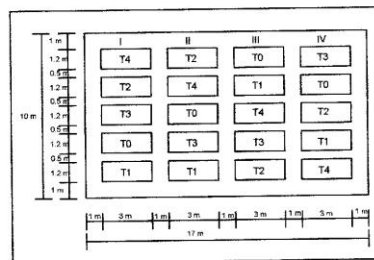 I II III IV
1 m
T4 T2 T0 T3
1.2 m
0.5 m
T2 T4 T1 T0
1.2 m
0.5 m
10 m
T3 T0 T4 T2
1.2 m
0.5 m
T0 T3 T3 T1
1.2 m
0.5 m
T1 T1 T2 T4
1.2 m
1 m
1 m 3 m 1 m 3 m 1 m 3 m 1 m 3 m 1 m
17 m